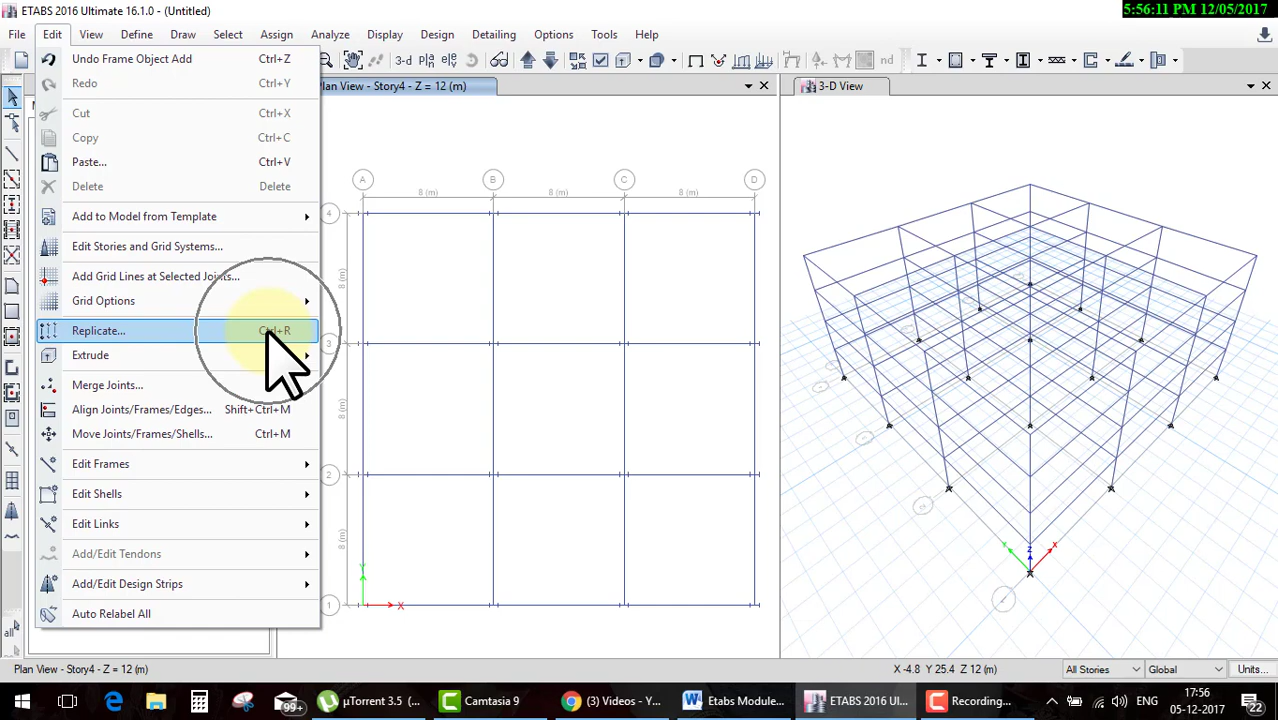 ETABS 2016 Ultimate 16.1.0 - (Untitled)
5:56:11 PM 12/05/2017
File Edit View Define Draw Select Assign Analyze Display Design Detailing Options Tools Help
Undo Frame Object Add Ctrl+Z
Redo Ctrl+Y
Cut Ctrl+X
Copy Ctrl+C
Paste... Ctrl+V
Delete Delete
Add to Model from Template
Edit Stories and Grid Systems...
Add Grid Lines at Selected Joints...
Grid Options
Replicate... Ctrl+R
Extrude
Merge Joints...
Align Joints/Frames/Edges... Shift+Ctrl+M
Move Joints/Frames/Shells... Ctrl+M
Edit Frames
Edit Shells
Edit Links
Add/Edit Tendons
Add/Edit Design Strips
Auto Relabel All
3-d
nd
Plan View - Story4 - Z = 12 (m)
3-D View
A B C D
8 (m) 8 (m) 8 (m)
4
8 (m)
3
8 (m)
2
8 (m)
1
Y
X
Y Z X
all
Plan View - Story4 - Z = 12 (m)
X -4.8 Y 25.4 Z 12 (m)
All Stories
Global
Units...
99+
µTorrent 3.5 (...
Camtasia 9
(3) Videos - Y...
Etabs Module...
ETABS 2016 Ul...
Recording...
ENG
17:56
05-12-2017
22